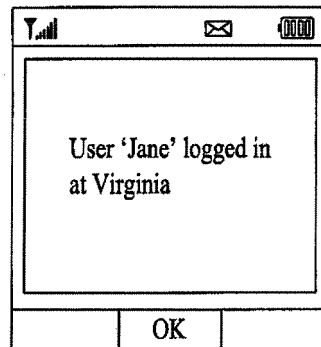 User ‘Jane’ logged in
at Virginia
OK